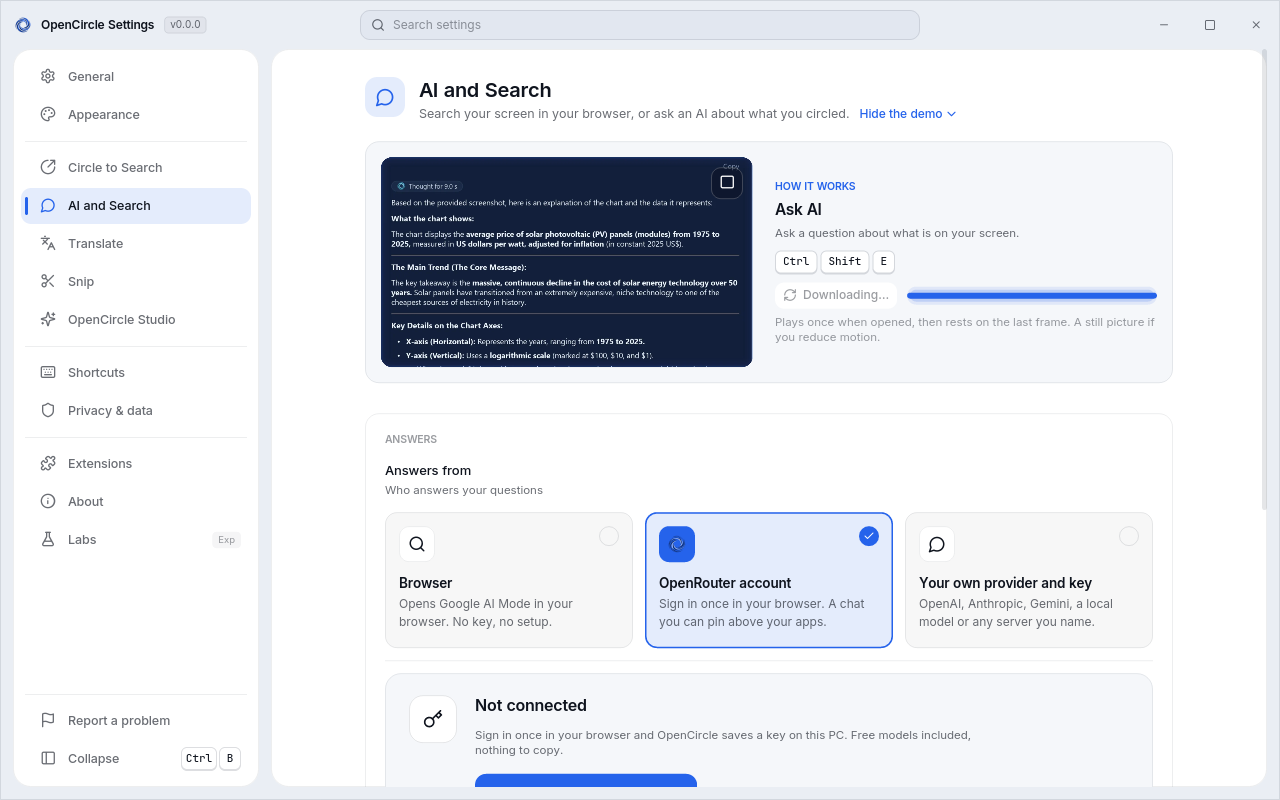 OpenCircle Settings
v0.0.0
Search settings
General
Appearance
Circle to Search
AI and Search
Translate
Snip
OpenCircle Studio
Shortcuts
Privacy & data
Extensions
About
Labs
Exp
Report a problem
Collapse
Ctrl B
AI and Search
Search your screen in your browser, or ask an AI about what you circled. Hide the demo
Copy
Thought for 9.0 s
Based on the provided screenshot, here is an explanation of the chart and the data it represents:
What the chart shows:
The chart displays the average price of solar photovoltaic (PV) panels (modules) from 1975 to
2025, measured in US dollars per watt, adjusted for inflation (in constant 2025 US$).
The Main Trend (The Core Message):
The key takeaway is the massive, continuous decline in the cost of solar energy technology over 50
years. Solar panels have transitioned from an extremely expensive, niche technology to one of the
cheapest sources of electricity in history.
Key Details on the Chart Axes:
• X-axis (Horizontal): Represents the years, ranging from 1975 to 2025.
• Y-axis (Vertical): Uses a logarithmic scale (marked at $100, $10, and $1).
HOW IT WORKS
Ask AI
Ask a question about what is on your screen.
Ctrl Shift E
Downloading...
Plays once when opened, then rests on the last frame. A still picture if
you reduce motion.
ANSWERS
Answers from
Who answers your questions
Browser
Opens Google AI Mode in your
browser. No key, no setup.
OpenRouter account
Sign in once in your browser. A chat
you can pin above your apps.
Your own provider and key
OpenAI, Anthropic, Gemini, a local
model or any server you name.
Not connected
Sign in once in your browser and OpenCircle saves a key on this PC. Free models included,
nothing to copy.